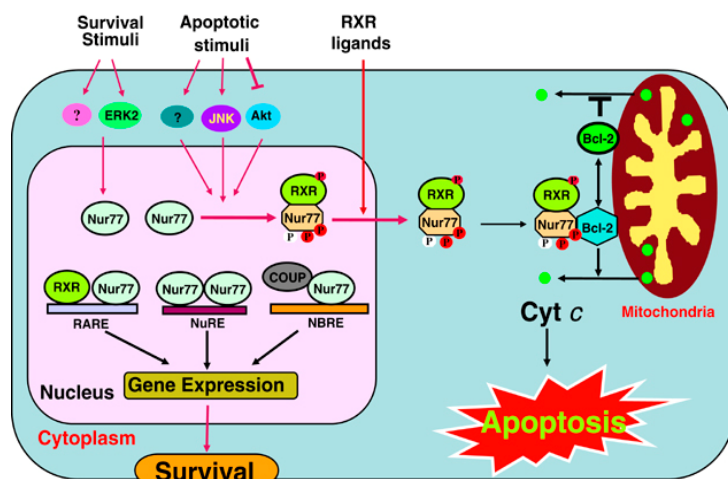 Survival
Stimuli
Apoptotic
stimuli
RXR
ligands
?
ERK2
?
JNK
Akt
Bcl-2
RXR
P
Nur77
Nur77
Nur77
P
P
P
RXR
P
Nur77
P
P
P
RXR
P
Nur77
P
P
P
Bcl-2
RXR
Nur77
RARE
Nur77
Nur77
NuRE
COUP
Nur77
NBRE
Cyt c
Mitochondria
Nucleus
Gene Expression
Cytoplasm
Apoptosis
Survival